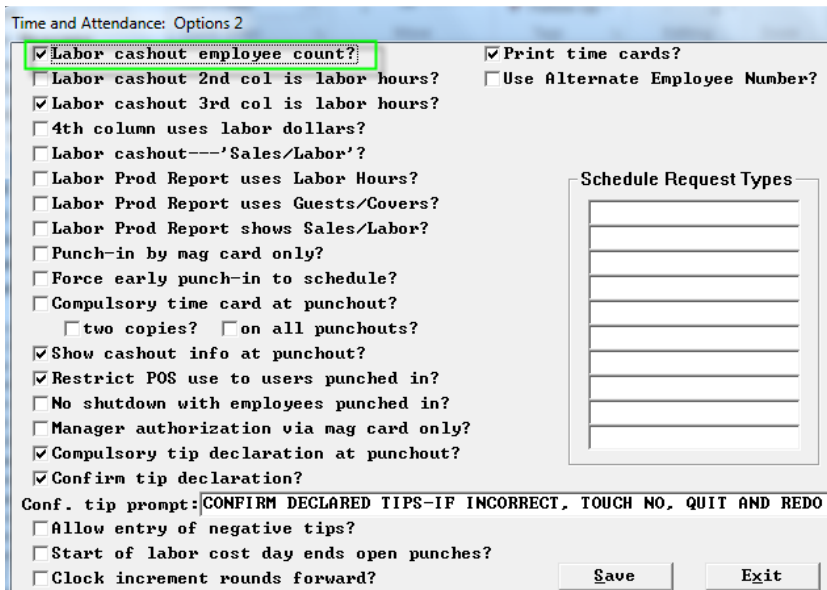 Time and Attendance: Options 2
Labor cashout employee count?
Labor cashout 2nd col is labor hours?
Labor cashout 3rd col is labor hours?
4th column uses labor dollars?
Labor cashout---'Sales/Labor'?
Labor Prod Report uses Labor Hours?
Labor Prod Report uses Guests/Covers?
Labor Prod Report shows Sales/Labor?
Punch-in by mag card only?
Force early punch-in to schedule?
Compulsory time card at punchout?
two copies? on all punchouts?
Show cashout info at punchout?
Restrict POS use to users punched in?
No shutdown with employees punched in?
Manager authorization via mag card only?
Compulsory tip declaration at punchout?
Confirm tip declaration?
Conf. tip prompt: CONFIRM DECLARED TIPS-IF INCORRECT, TOUCH NO, QUIT AND REDO
Allow entry of negative tips?
Start of labor cost day ends open punches?
Clock increment rounds forward?
Print time cards?
Use Alternate Employee Number?
Schedule Request Types
Save Exit